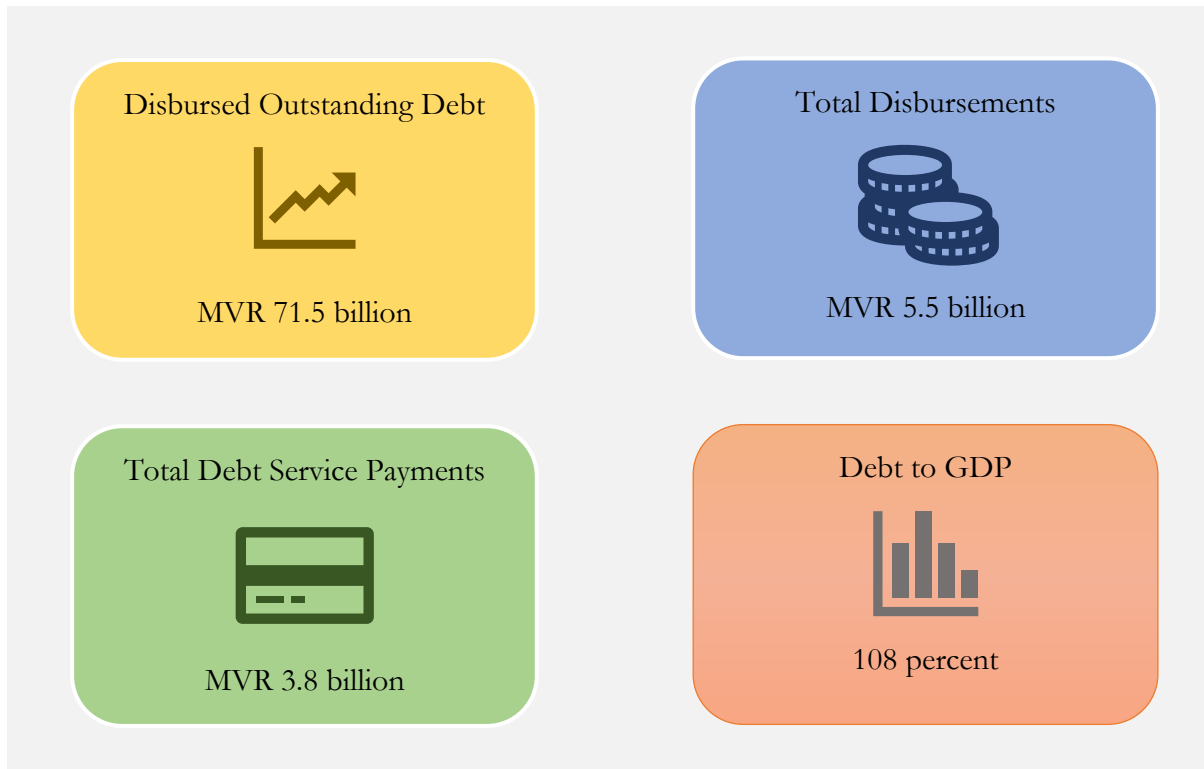 Disbursed Outstanding Debt
MVR 71.5 billion
Total Disbursements
MVR 5.5 billion
Total Debt Service Payments
MVR 3.8 billion
Debt to GDP
108 percent